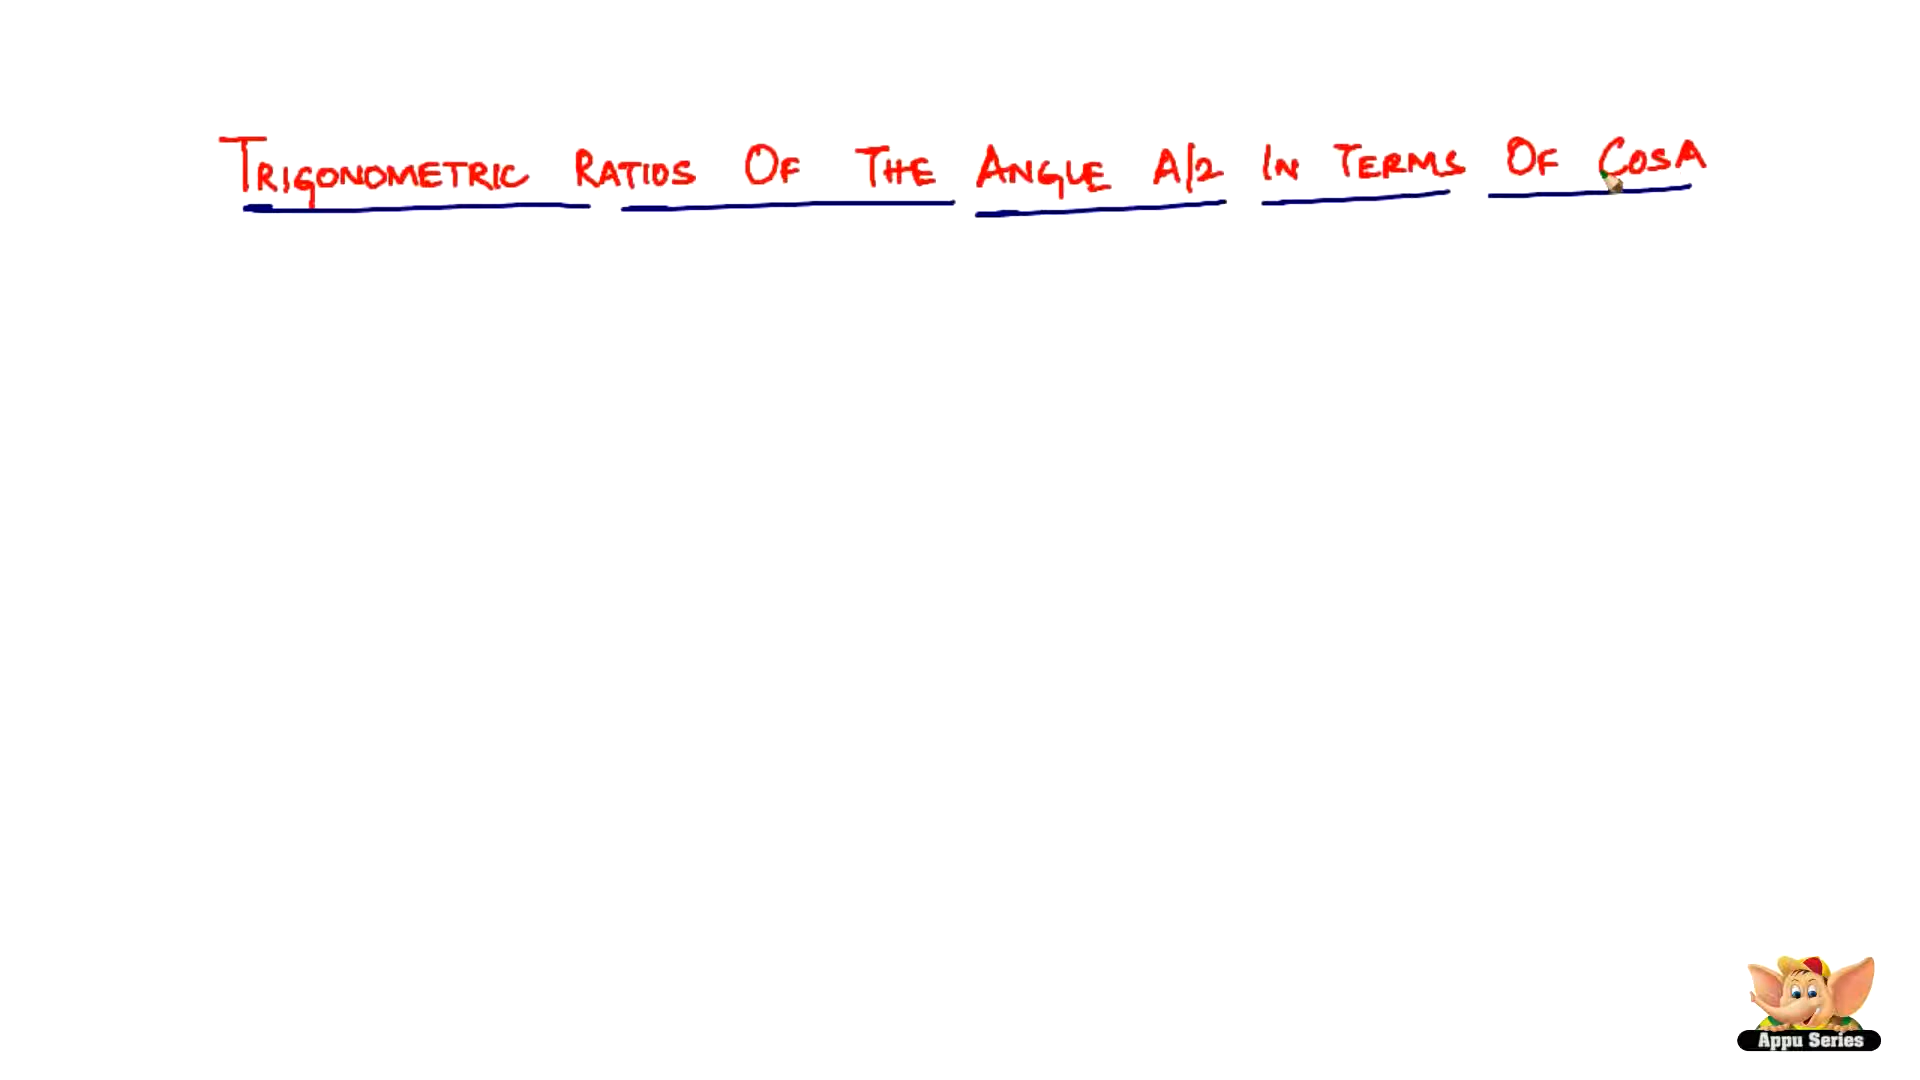 TRIGONOMETRIC RATIOS OF THE ANGLE A/2 IN TERMS OF COSA
Appu Series